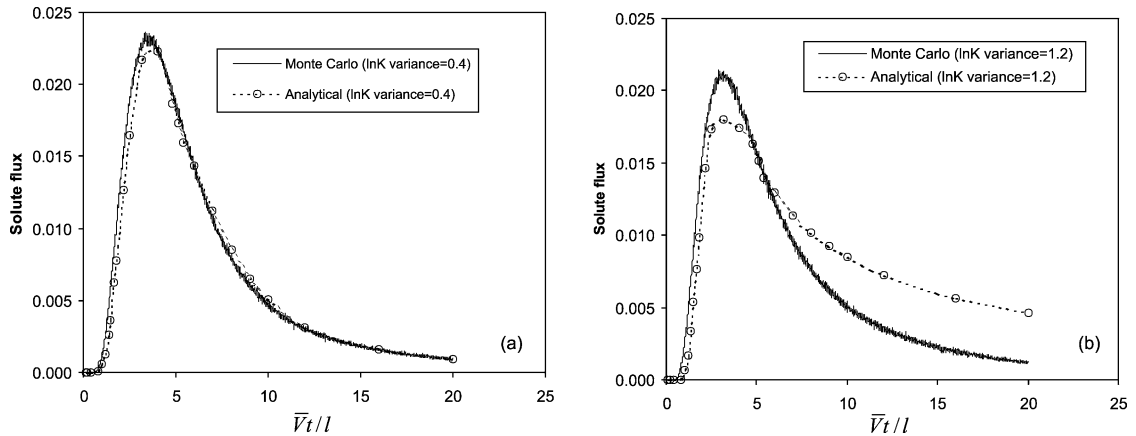 0.025
0.020
0.015
0.010
0.005
0.000
Solute flux
Monte Carlo (lnK variance=0.4)
Analytical (lnK variance=0.4)
(a)
0 5 10 15 20 25
V̅t/l
0.025
0.020
0.015
0.010
0.005
0.000
Solute flux
Monte Carlo (lnK variance=1.2)
Analytical (lnK variance=1.2)
(b)
0 5 10 15 20 25
V̅t/l